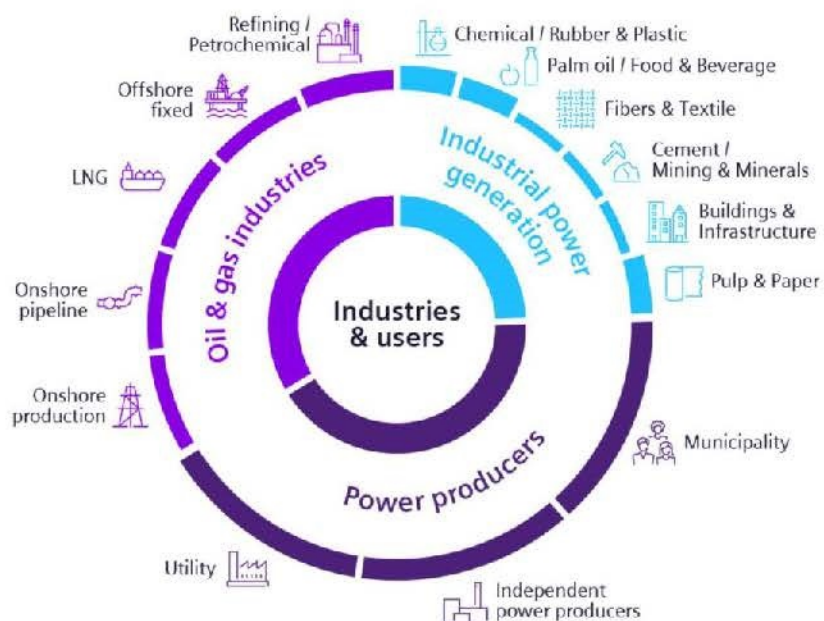 Refining /
Petrochemical
Offshore
fixed
LNG
Onshore
pipeline
Onshore
production
Oil & gas industries
Chemical / Rubber & Plastic
Palm oil / Food & Beverage
Fibers & Textile
Cement /
Mining & Minerals
Buildings &
Infrastructure
Pulp & Paper
Industrial power
generation
Industries
& users
Power producers
Municipality
Independent
power producers
Utility